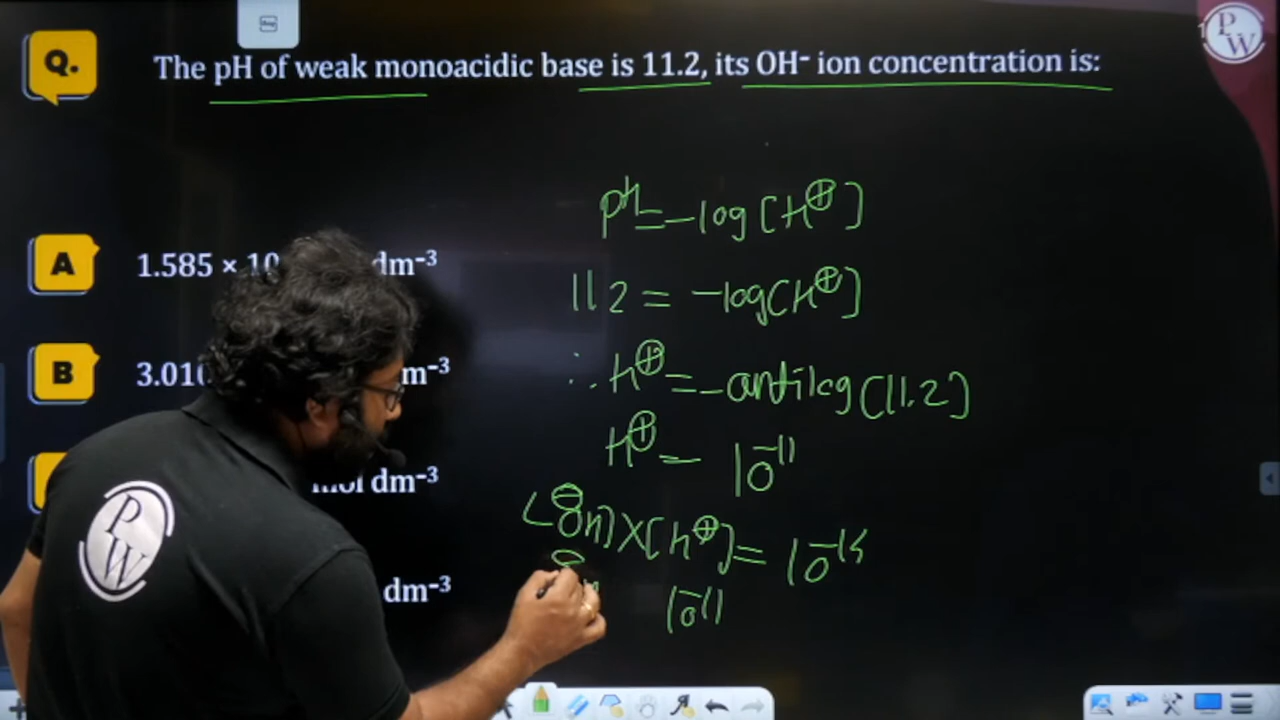 Q.
The pH of weak monoacidic base is 11.2, its OH⁻ ion concentration is:
PW
A
1.585 × 10 dm⁻³
B
3.010 m⁻³
mol dm⁻³
dm⁻³
pH = -log[H⊕]
11 2 = -log[H⊕]
∴ H⊕ = -antilog(11.2)
H⊕ - 10⁻¹¹
[OH⊖] × [H⊕] = 10⁻¹⁴
10⁻¹¹
PW